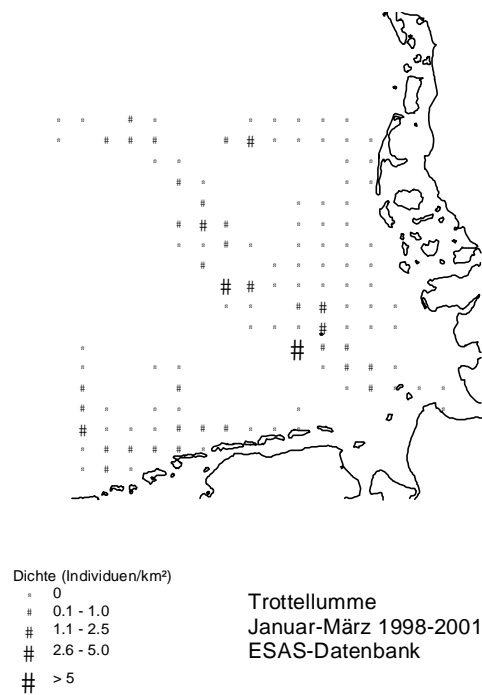 Dichte (Individuen/km²)
0
# 0.1 - 1.0
# 1.1 - 2.5
# 2.6 - 5.0
# > 5
Trottellumme
Januar-März 1998-2001
ESAS-Datenbank